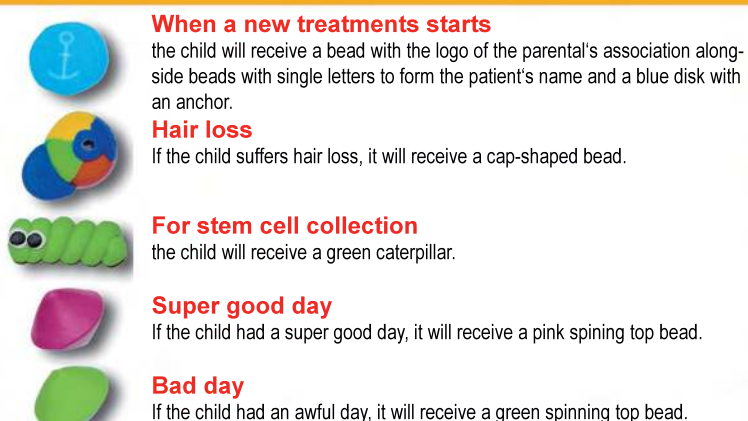 When a new treatments starts
the child will receive a bead with the logo of the parental‘s association along-
side beads with single letters to form the patient‘s name and a blue disk with
an anchor.
Hair loss
If the child suffers hair loss, it will receive a cap-shaped bead.
For stem cell collection
the child will receive a green caterpillar.
Super good day
If the child had a super good day, it will receive a pink spining top bead.
Bad day
If the child had an awful day, it will receive a green spinning top bead.